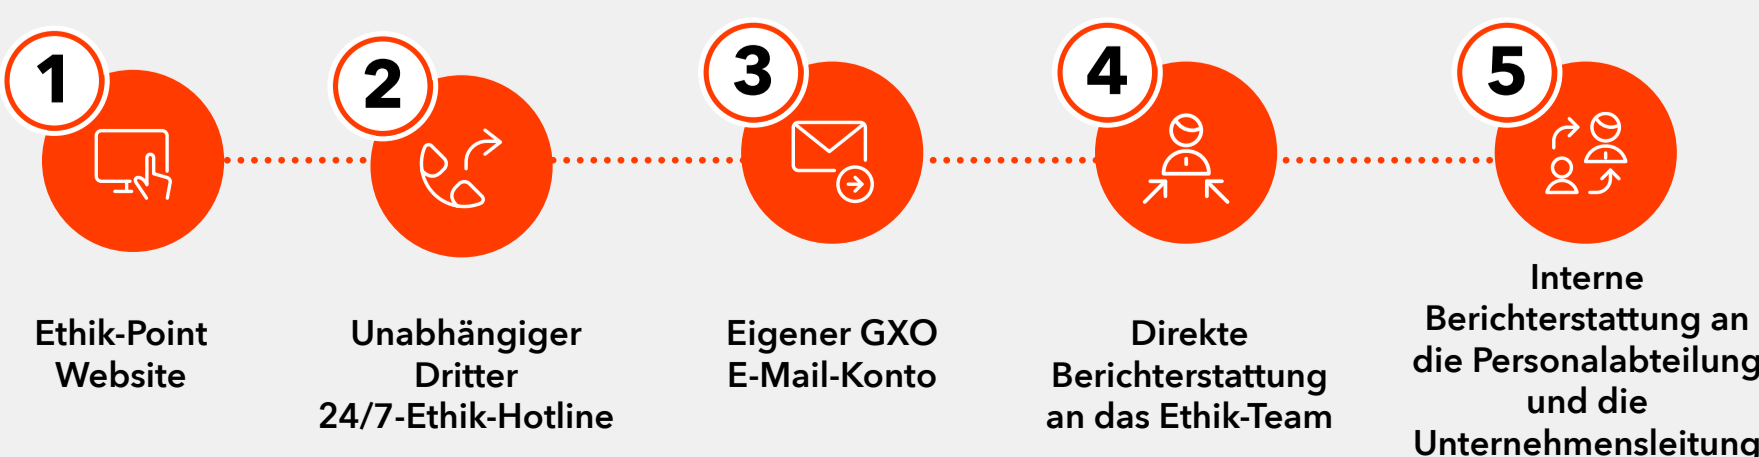 1
Ethik-Point
Website
2
Unabhängiger
Dritter
24/7-Ethik-Hotline
3
Eigener GXO
E-Mail-Konto
4
Direkte
Berichterstattung
an das Ethik-Team
5
Interne
Berichterstattung an
die Personalabteilung
und die
Unternehmensleitung